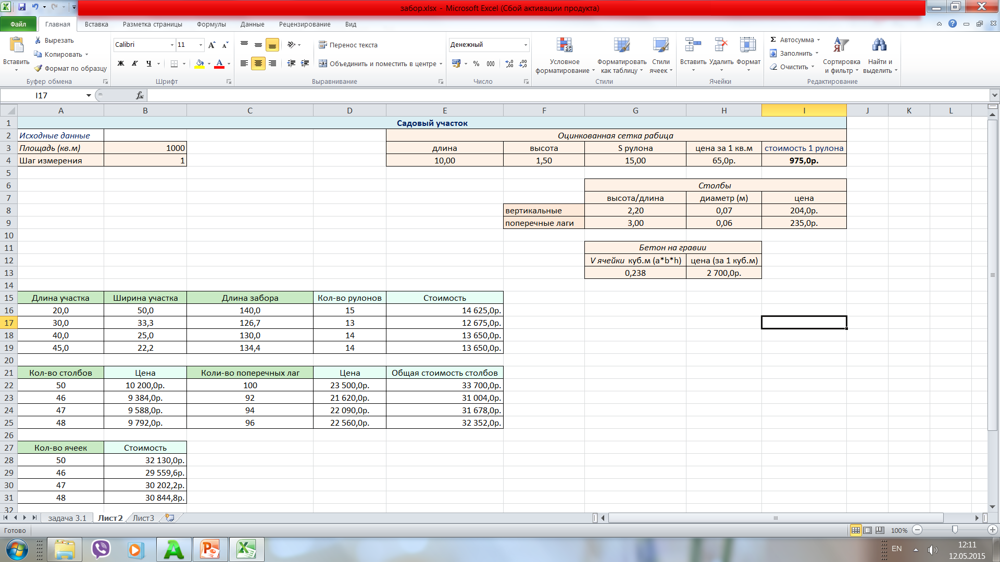 забор.xlsx - Microsoft Excel (Сбой активации продукта)
Файл Главная Вставка Разметка страницы Формулы Данные Рецензирование Вид
Вставить
Вырезать
Копировать
Формат по образцу
Буфер обмена
Calibri 11
Ж К Ч А
Шрифт
Перенос текста
Объединить и поместить в центре
Выравнивание
Денежный
% 000
Число
Условное форматирование
Форматировать как таблицу
Стили ячеек
Стили
Вставить Удалить Формат
Ячейки
Σ Автосумма
Заполнить
Очистить
Сортировка и фильтр
Найти и выделить
Редактирование
I17 fx
A B C D E F G H I J K L
1 Садовый участок
2 Исходные данные Оцинкованная сетка рабица
3 Площадь (кв.м) 1000 длина высота S рулона цена за 1 кв.м стоимость 1 рулона
4 Шаг измерения 1 10,00 1,50 15,00 65,0р. 975,0р.
5
6 Столбы
7 высота/длина диаметр (м) цена
8 вертикальные 2,20 0,07 204,0р.
9 поперечные лаги 3,00 0,06 235,0р.
10
11 Бетон на гравии
12 V ячейки куб.м (a*b*h) цена (за 1 куб.м)
13 0,238 2 700,0р.
14
15 Длина участка Ширина участка Длина забора Кол-во рулонов Стоимость
16 20,0 50,0 140,0 15 14 625,0р.
17 30,0 33,3 126,7 13 12 675,0р.
18 40,0 25,0 130,0 14 13 650,0р.
19 45,0 22,2 134,4 14 13 650,0р.
20
21 Кол-во столбов Цена Коли-во поперечных лаг Цена Общая стоимость столбов
22 50 10 200,0р. 100 23 500,0р. 33 700,0р.
23 46 9 384,0р. 92 21 620,0р. 31 004,0р.
24 47 9 588,0р. 94 22 090,0р. 31 678,0р.
25 48 9 792,0р. 96 22 560,0р. 32 352,0р.
26
27 Кол-во ячеек Стоимость
28 50 32 130,0р.
29 46 29 559,6р.
30 47 30 202,2р.
31 48 30 844,8р.
32
задача 3.1 Лист2 Лист3
Готово 100%
EN 12:11
12.05.2015